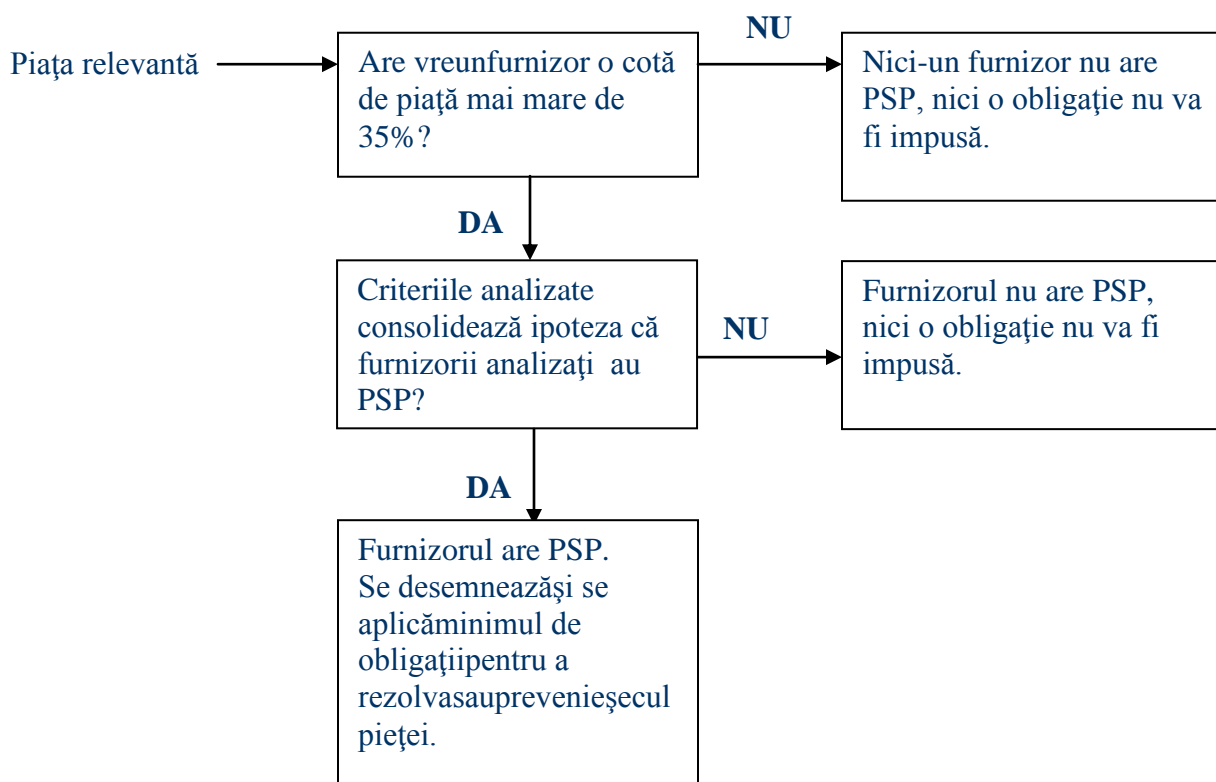 Piaţa relevantă
Are vreunfurnizor o cotă
de piaţă mai mare de
35%?
NU
Nici-un furnizor nu are
PSP, nici o obligaţie nu va
fi impusă.
DA
Criteriile analizate
consolidează ipoteza că
furnizorii analizaţi au
PSP?
NU
Furnizorul nu are PSP,
nici o obligaţie nu va fi
impusă.
DA
Furnizorul are PSP.
Se desemneazăşi se
aplicăminimul de
obligaţiipentru a
rezolvasauprevenieşecul
pieţei.